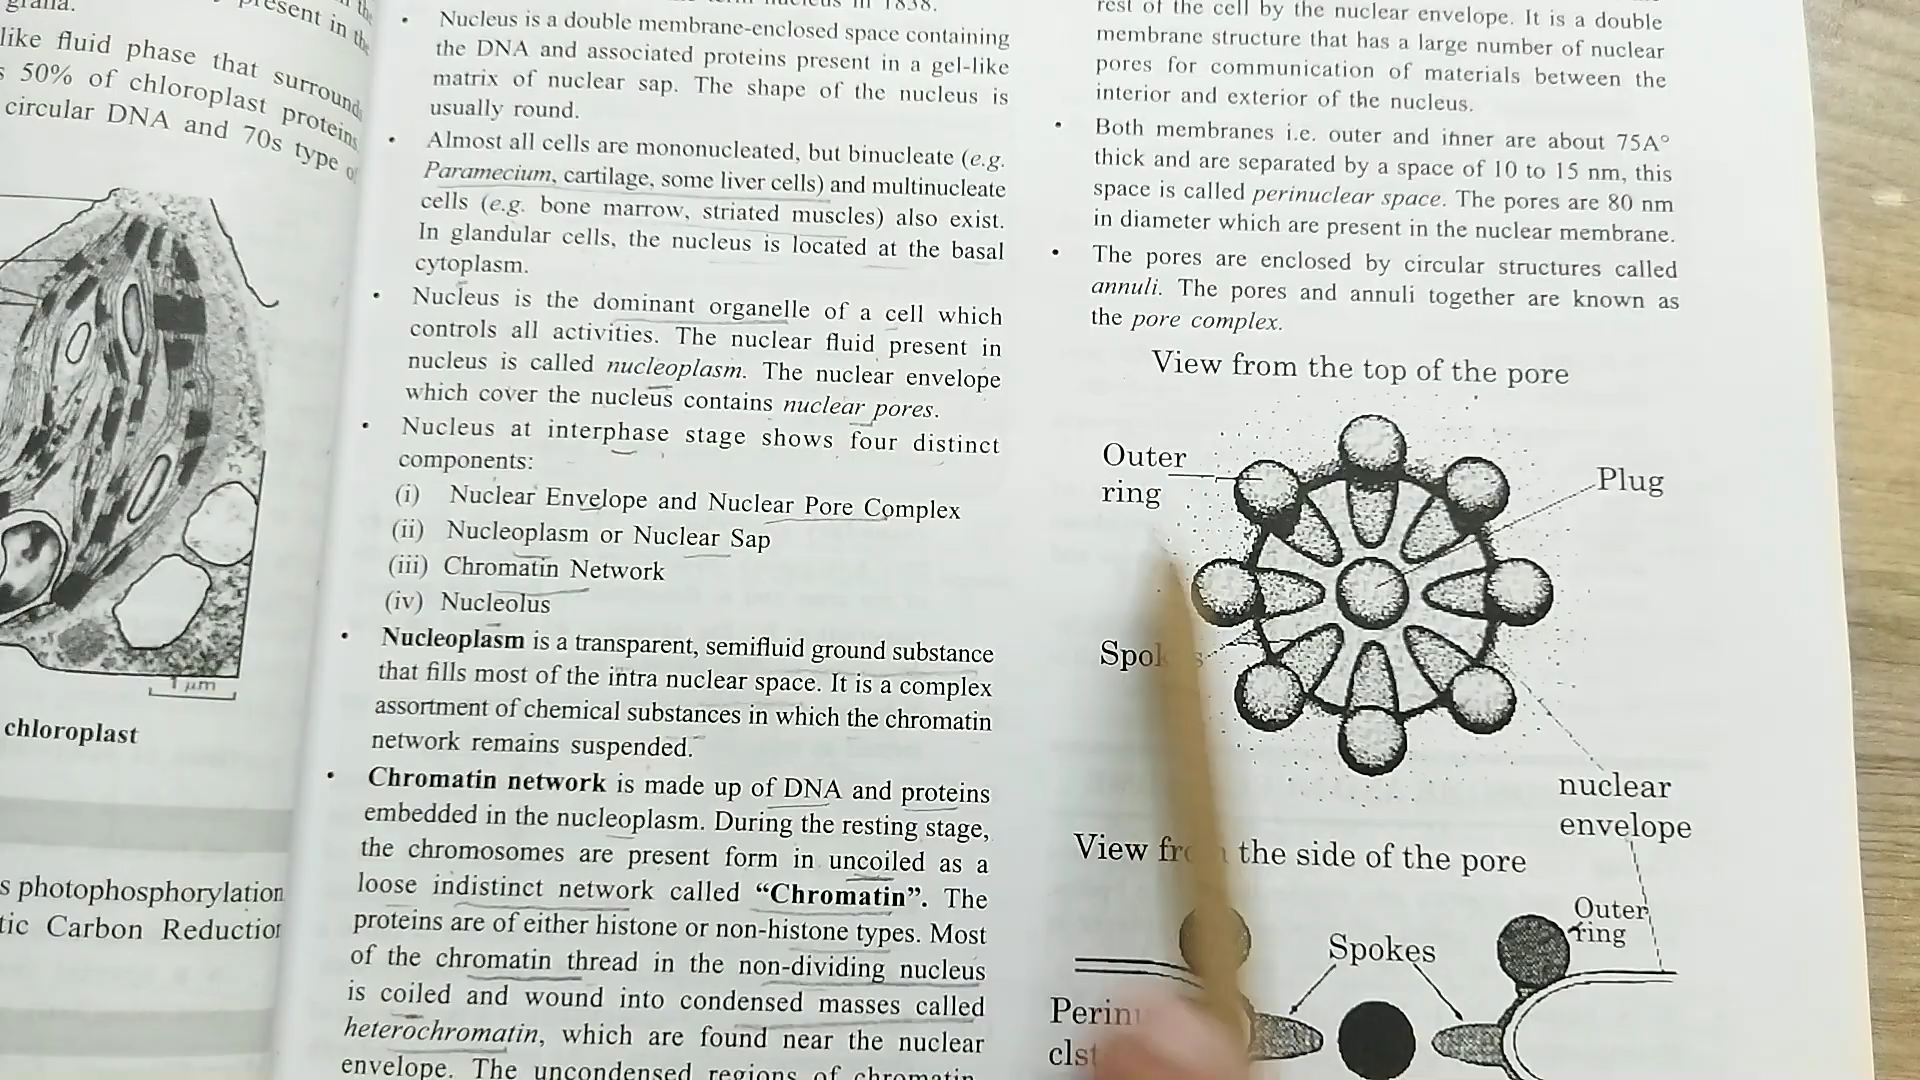 present in the
like fluid phase that surrounds
50% of chloroplast proteins
circular DNA and 70s type of
1 µm
chloroplast
s photophosphorylation
tic Carbon Reduction
nucleus in 1838.
• Nucleus is a double membrane-enclosed space containing
the DNA and associated proteins present in a gel-like
matrix of nuclear sap. The shape of the nucleus is
usually round.
• Almost all cells are mononucleated, but binucleate (e.g.
Paramecium, cartilage, some liver cells) and multinucleate
cells (e.g. bone marrow, striated muscles) also exist.
In glandular cells, the nucleus is located at the basal
cytoplasm.
• Nucleus is the dominant organelle of a cell which
controls all activities. The nuclear fluid present in
nucleus is called nucleoplasm. The nuclear envelope
which cover the nucleus contains nuclear pores.
• Nucleus at interphase stage shows four distinct
components:
(i) Nuclear Envelope and Nuclear Pore Complex
(ii) Nucleoplasm or Nuclear Sap
(iii) Chromatin Network
(iv) Nucleolus
• Nucleoplasm is a transparent, semifluid ground substance
that fills most of the intra nuclear space. It is a complex
assortment of chemical substances in which the chromatin
network remains suspended.
• Chromatin network is made up of DNA and proteins
embedded in the nucleoplasm. During the resting stage,
the chromosomes are present form in uncoiled as a
loose indistinct network called “Chromatin”. The
proteins are of either histone or non-histone types. Most
of the chromatin thread in the non-dividing nucleus
is coiled and wound into condensed masses called
heterochromatin, which are found near the nuclear
envelope. The uncondensed regions of chromatin
rest of the cell by the nuclear envelope. It is a double
membrane structure that has a large number of nuclear
pores for communication of materials between the
interior and exterior of the nucleus.
• Both membranes i.e. outer and inner are about 75A°
thick and are separated by a space of 10 to 15 nm, this
space is called perinuclear space. The pores are 80 nm
in diameter which are present in the nuclear membrane.
• The pores are enclosed by circular structures called
annuli. The pores and annuli together are known as
the pore complex.
View from the top of the pore
Outer
ring
Plug
Spokes
nuclear
envelope
View from the side of the pore
Outer
ring
Spokes